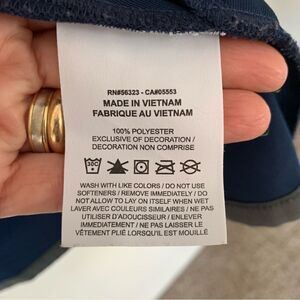 RN#56323 - CA#05553
MADE IN VIETNAM
FABRIQUE AU VIETNAM
100% POLYESTER
EXCLUSIVE OF DECORATION /
DECORATION NON COMPRISE
WASH WITH LIKE COLORS / DO NOT USE
SOFTENERS / REMOVE IMMEDIATELY / DO
NOT ALLOW TO LAY ON ITSELF WHEN WET
LAVER AVEC COULEURS SIMILAIRES / NE PAS
UTILISER D'ADOUCISSEUR / ENLEVER
IMMEDIATEMENT / NE PAS LAISSER LE
VÊTEMENT PLIÉ LORSQU'IL EST MOUILLÉ